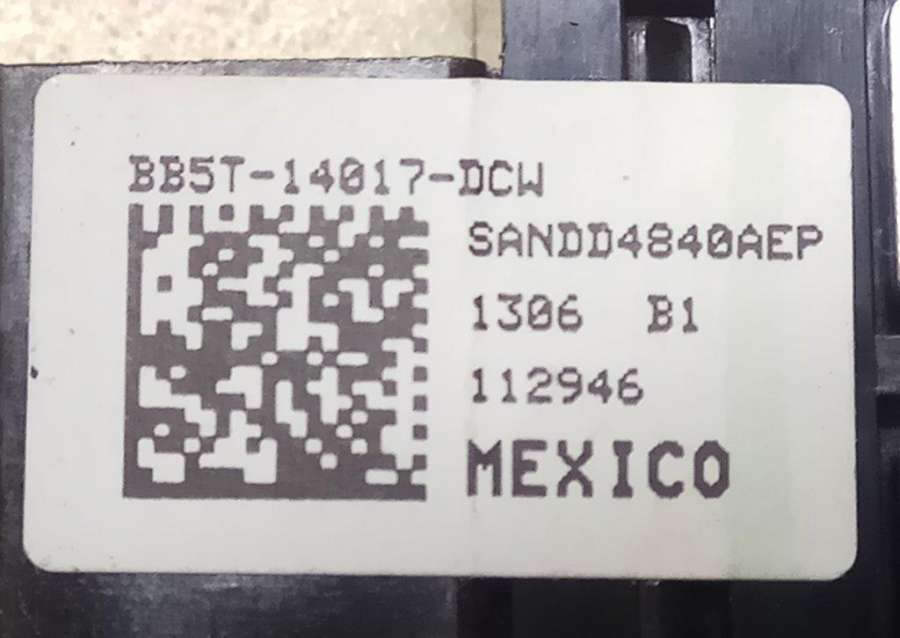 BB5T-14017-DCW
SANDD4840AEP
1306 B1
112946
MEXICO